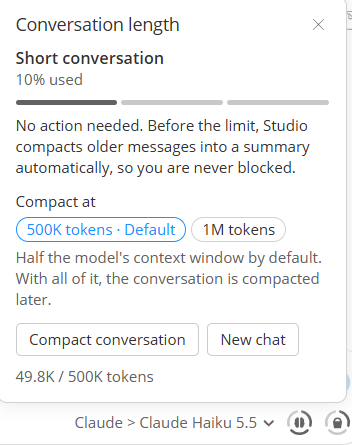 Conversation length
Short conversation
10% used
No action needed. Before the limit, Studio
compacts older messages into a summary
automatically, so you are never blocked.
Compact at
500K tokens · Default 1M tokens
Half the model's context window by default.
With all of it, the conversation is compacted
later.
Compact conversation New chat
49.8K / 500K tokens
Claude > Claude Haiku 5.5